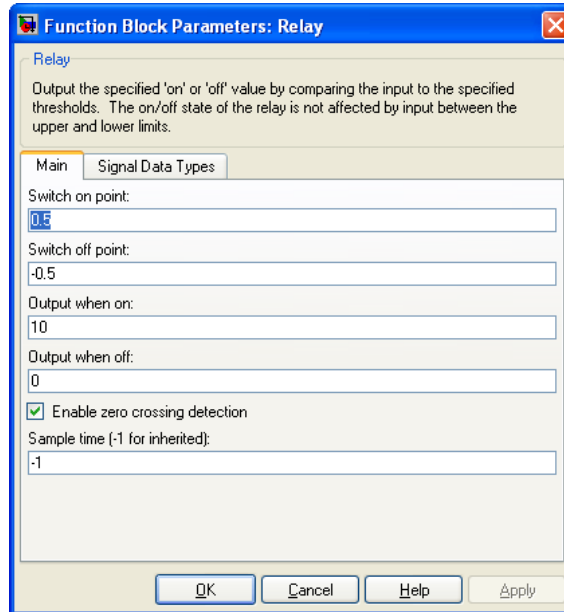 Function Block Parameters: Relay
Relay
Output the specified 'on' or 'off' value by comparing the input to the specified
thresholds. The on/off state of the relay is not affected by input between the
upper and lower limits.
Main Signal Data Types
Switch on point:
0.5
Switch off point:
-0.5
Output when on:
10
Output when off:
0
Enable zero crossing detection
Sample time (-1 for inherited):
-1
OK Cancel Help Apply